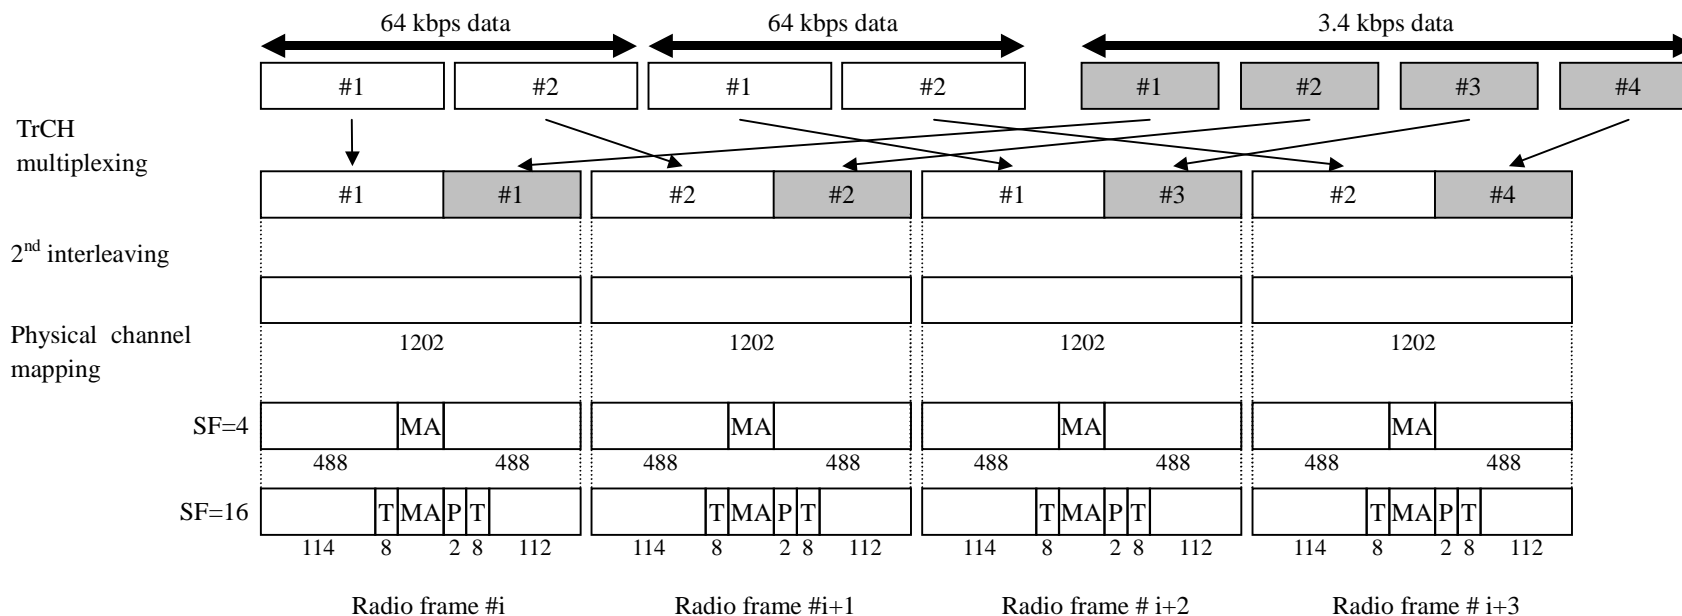 64 kbps data 64 kbps data 3.4 kbps data
#1 #2 #1 #2 #1 #2 #3 #4
TrCH
multiplexing
#1 #1 #2 #2 #1 #3 #2 #4
2nd interleaving
Physical channel
mapping
1202 1202 1202 1202
SF=4 MA MA MA MA
488 488 488 488 488 488 488 488
SF=16 T MA P T T MA P T T MA P T T MA P T
114 8 2 8 112 114 8 2 8 112 114 8 2 8 112 114 8 2 8 112
Radio frame #i Radio frame #i+1 Radio frame # i+2 Radio frame # i+3